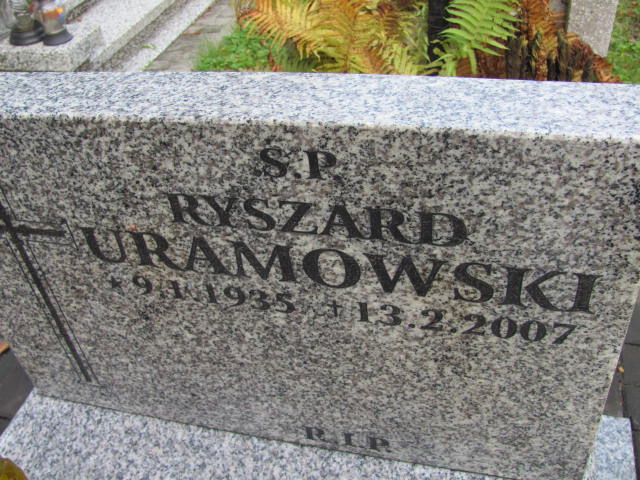 Ś.P.
RYSZARD
URAMOWSKI
* 9.1.1935 + 13.2.2007
R.I.P.